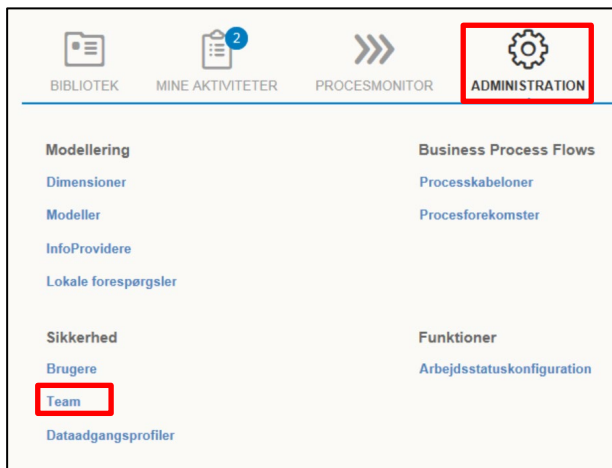 2
BIBLIOTEK MINE AKTIVITETER PROCESMONITOR ADMINISTRATION
Modellering
Dimensioner
Modeller
InfoProvidere
Lokale forespørgsler
Business Process Flows
Processkabeloner
Procesforekomster
Sikkerhed
Brugere
Team
Dataadgangsprofiler
Funktioner
Arbejdsstatuskonfiguration